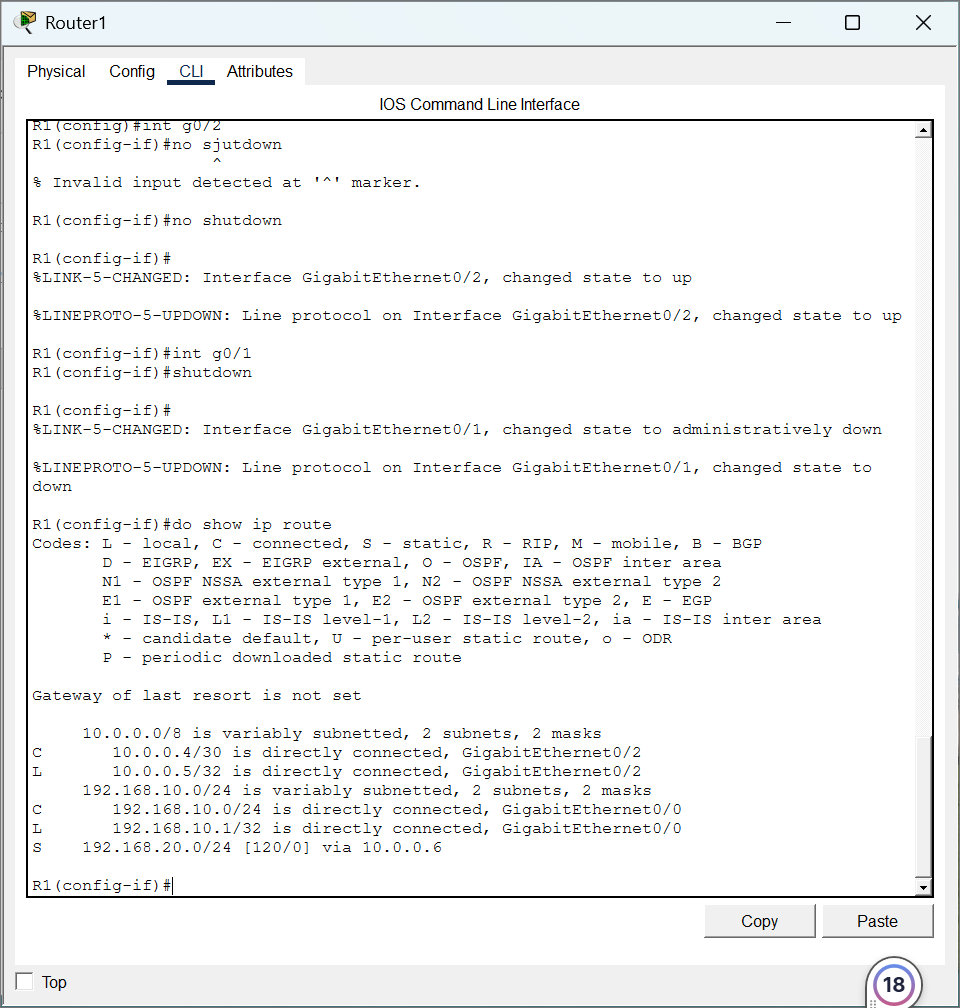 Router1
Physical Config CLI Attributes
IOS Command Line Interface
R1(config)#int g0/2
R1(config-if)#no sjutdown
^
% Invalid input detected at '^' marker.
R1(config-if)#no shutdown
R1(config-if)#
%LINK-5-CHANGED: Interface GigabitEthernet0/2, changed state to up
%LINEPROTO-5-UPDOWN: Line protocol on Interface GigabitEthernet0/2, changed state to up
R1(config-if)#int g0/1
R1(config-if)#shutdown
R1(config-if)#
%LINK-5-CHANGED: Interface GigabitEthernet0/1, changed state to administratively down
%LINEPROTO-5-UPDOWN: Line protocol on Interface GigabitEthernet0/1, changed state to
down
R1(config-if)#do show ip route
Codes: L - local, C - connected, S - static, R - RIP, M - mobile, B - BGP
D - EIGRP, EX - EIGRP external, O - OSPF, IA - OSPF inter area
N1 - OSPF NSSA external type 1, N2 - OSPF NSSA external type 2
E1 - OSPF external type 1, E2 - OSPF external type 2, E - EGP
i - IS-IS, L1 - IS-IS level-1, L2 - IS-IS level-2, ia - IS-IS inter area
* - candidate default, U - per-user static route, o - ODR
P - periodic downloaded static route
Gateway of last resort is not set
10.0.0.0/8 is variably subnetted, 2 subnets, 2 masks
C 10.0.0.4/30 is directly connected, GigabitEthernet0/2
L 10.0.0.5/32 is directly connected, GigabitEthernet0/2
192.168.10.0/24 is variably subnetted, 2 subnets, 2 masks
C 192.168.10.0/24 is directly connected, GigabitEthernet0/0
L 192.168.10.1/32 is directly connected, GigabitEthernet0/0
S 192.168.20.0/24 [120/0] via 10.0.0.6
R1(config-if)#
Copy Paste
Top
18